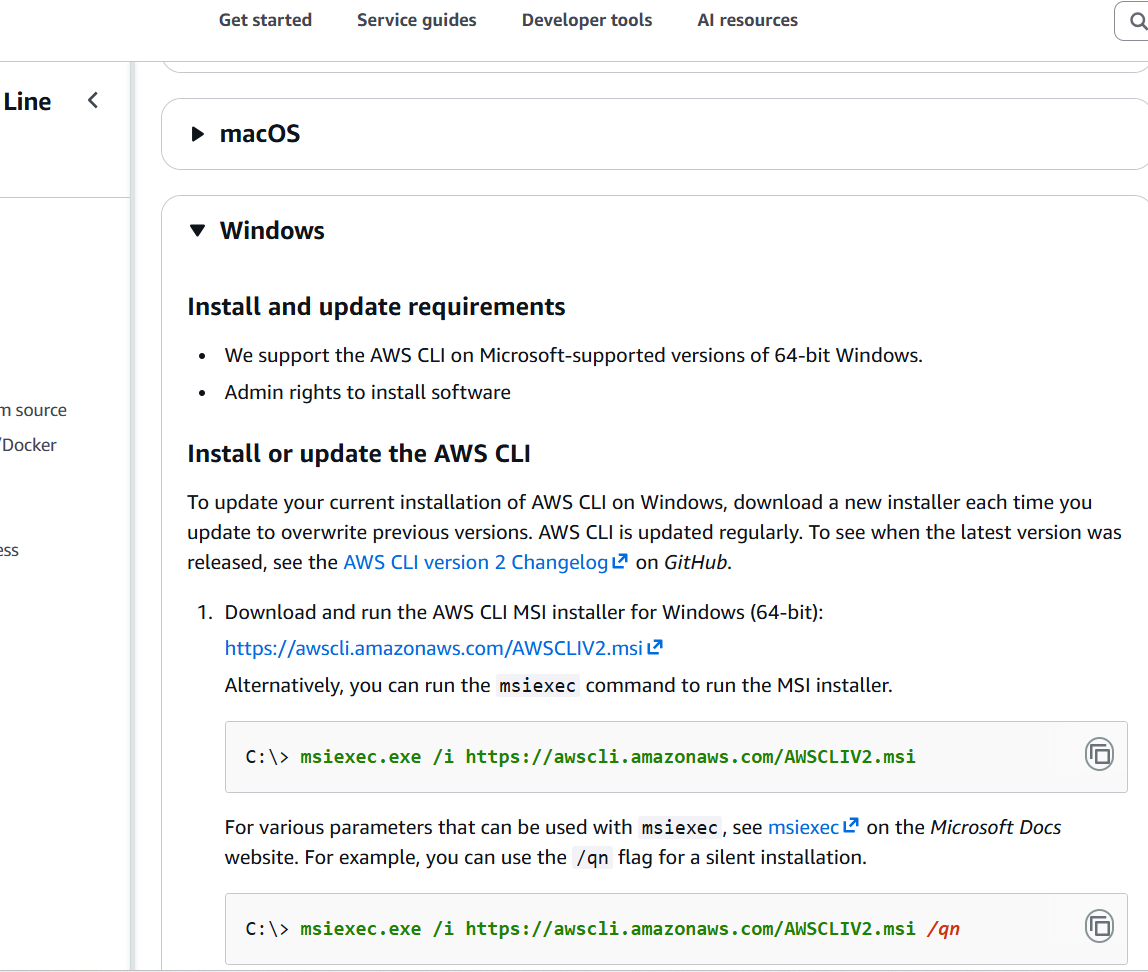 Get started Service guides Developer tools AI resources
Line
macOS
Windows
Install and update requirements
• We support the AWS CLI on Microsoft-supported versions of 64-bit Windows.
• Admin rights to install software
m source
/Docker
Install or update the AWS CLI
To update your current installation of AWS CLI on Windows, download a new installer each time you
update to overwrite previous versions. AWS CLI is updated regularly. To see when the latest version was
ess
released, see the AWS CLI version 2 Changelog on GitHub.
1. Download and run the AWS CLI MSI installer for Windows (64-bit):
https://awscli.amazonaws.com/AWSCLIV2.msi
Alternatively, you can run the msiexec command to run the MSI installer.
C:\> msiexec.exe /i https://awscli.amazonaws.com/AWSCLIV2.msi
For various parameters that can be used with msiexec, see msiexec on the Microsoft Docs
website. For example, you can use the /qn flag for a silent installation.
C:\> msiexec.exe /i https://awscli.amazonaws.com/AWSCLIV2.msi /qn